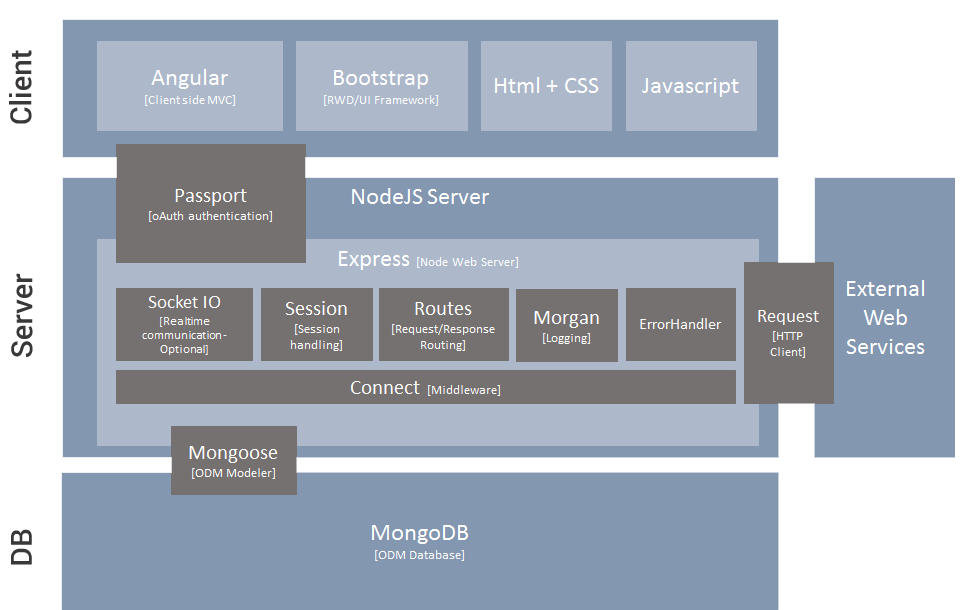 Client
Angular
[Client side MVC]
Bootstrap
[RWD/UI Framework]
Html + CSS
Javascript
Server
Passport
[oAuth authentication]
NodeJS Server
Express [Node Web Server]
Socket IO
[Realtime
communication-
Optional]
Session
[Session
handling]
Routes
[Request/Response
Routing]
Morgan
[Logging]
ErrorHandler
Connect [Middleware]
Request
[HTTP
Client]
External
Web
Services
Mongoose
[ODM Modeler]
DB
MongoDB
[ODM Database]